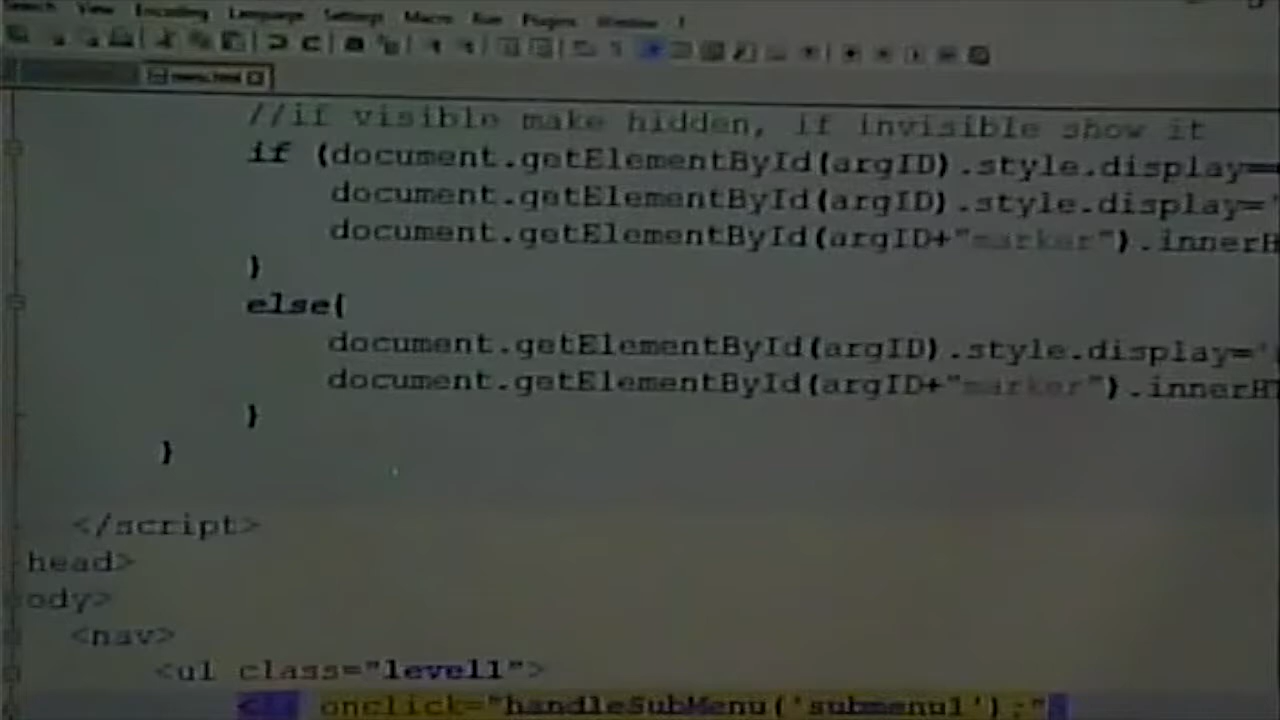 Search View Encoding Language Settings Macro Run Plugins Window ?
//if visible make hidden, if invisible show it
if (document.getElementById(argID).style.display==
document.getElementById(argID).style.display='
document.getElementById(argID+"marker").innerH
}
else{
document.getElementById(argID).style.display='
document.getElementById(argID+"marker").innerHT
}
}
</script>
head>
ody>
<nav>
<ul class="level1">
onclick="handleSubMenu('submenu1');"